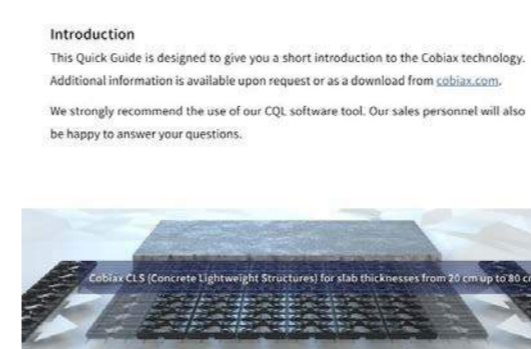 Introduction
This Quick Guide is designed to give you a short introduction to the Cobiax technology.
Additional information is available upon request or as a download from cobiax.com.
We strongly recommend the use of our CQL software tool. Our sales personnel will also
be happy to answer your questions.
Cobiax CLS (Concrete Lightweight Structures) for slab thicknesses from 20 cm up to 80 cm